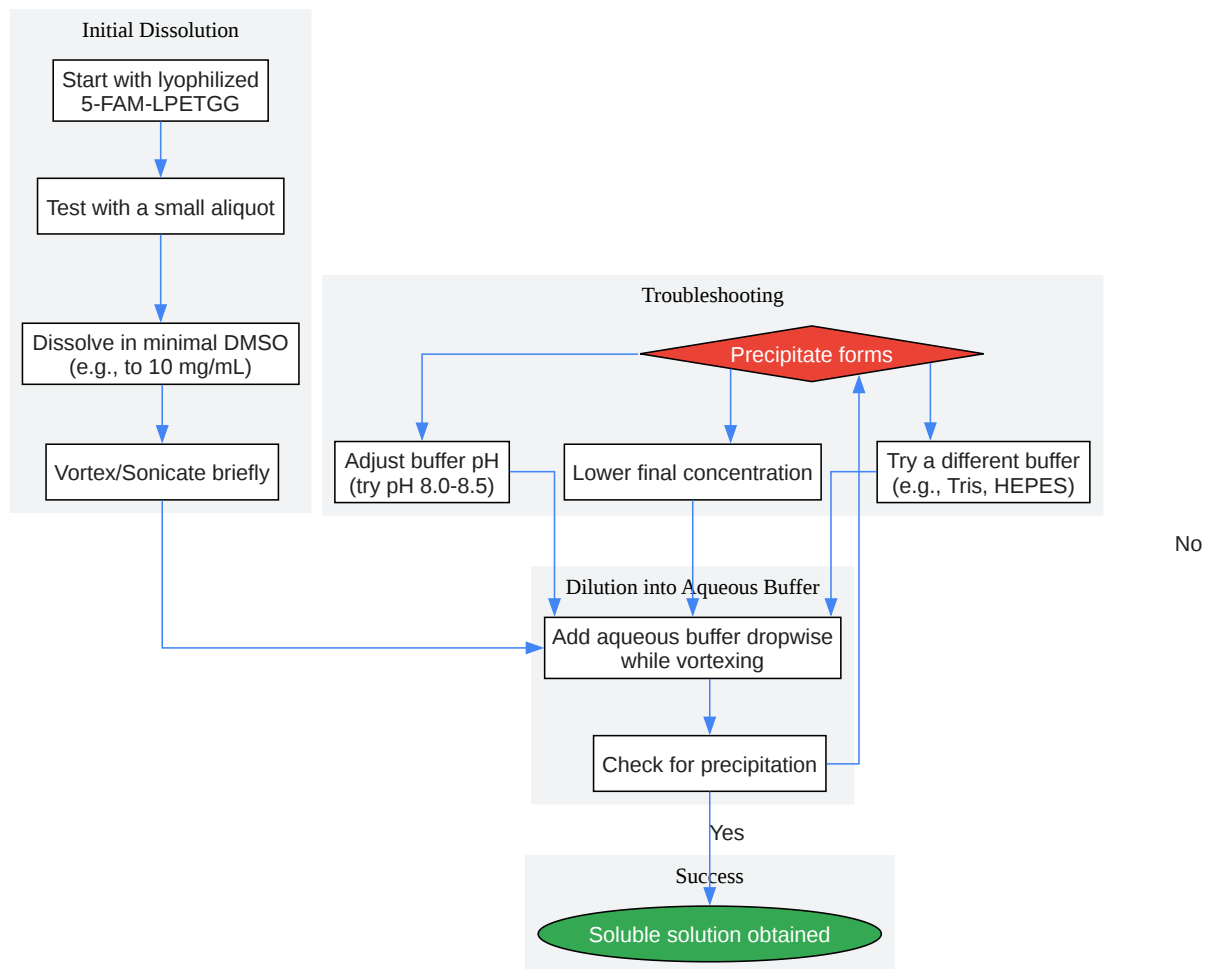 Initial Dissolution
Start with lyophilized
5-FAM-LPETGG
Test with a small aliquot
Dissolve in minimal DMSO
(e.g., to 10 mg/mL)
Vortex/Sonicate briefly
Troubleshooting
Precipitate forms
Adjust buffer pH
(try pH 8.0-8.5)
Lower final concentration
Try a different buffer
(e.g., Tris, HEPES)
No
Dilution into Aqueous Buffer
Add aqueous buffer dropwise
while vortexing
Check for precipitation
Yes
Success
Soluble solution obtained